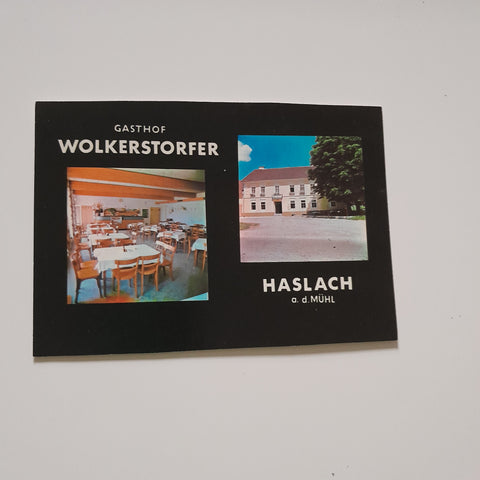 GASTHOF
WOLKERSTORFER
HASLACH
a. d. MÜHL